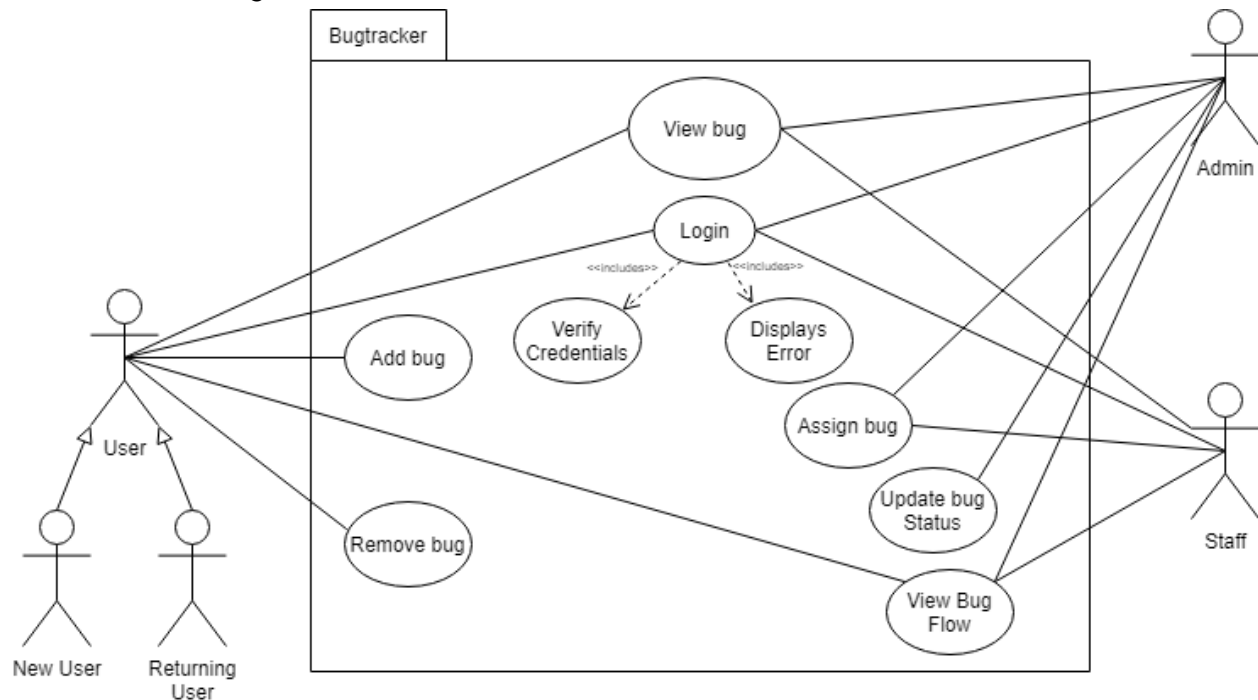 Bugtracker
View bug
Admin
Login
<<includes>>
<<includes>>
Verify
Credentials
Displays
Error
Add bug
Assign bug
User
Update bug
Status
Remove bug
Staff
View Bug
Flow
New User
Returning
User